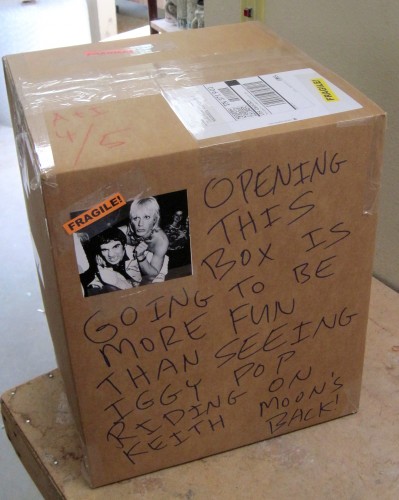 FRAGILE!
FRAGILE!
OPENING
THIS
BOX IS
GOING TO BE
MORE FUN
THAN SEEING
IGGY POP
RIDING ON
KEITH MOON'S
BACK!